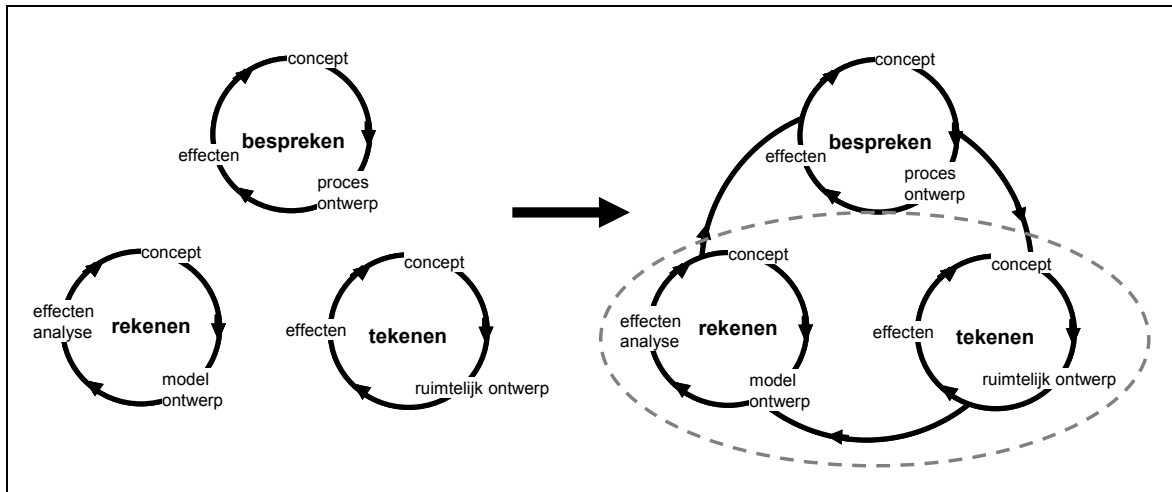 concept
bespreken
effecten
proces
ontwerp
concept
effecten
analyse
rekenen
model
ontwerp
concept
effecten
tekenen
ruimtelijk ontwerp
concept
bespreken
effecten
proces
ontwerp
concept
effecten
analyse
rekenen
model
ontwerp
concept
effecten
tekenen
ruimtelijk ontwerp